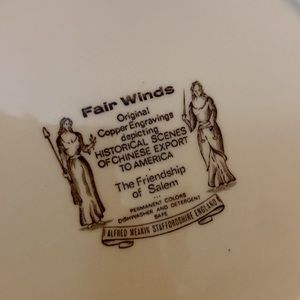 Fair Winds
Original
Copper Engravings
depicting
HISTORICAL SCENES
OF CHINESE EXPORT
TO AMERICA
The Friendship
of Salem
...
PERMANENT COLORS
DISHWASHER AND DETERGENT
SAFE
ALFRED MEAKIN STAFFORDSHIRE ENGLAND